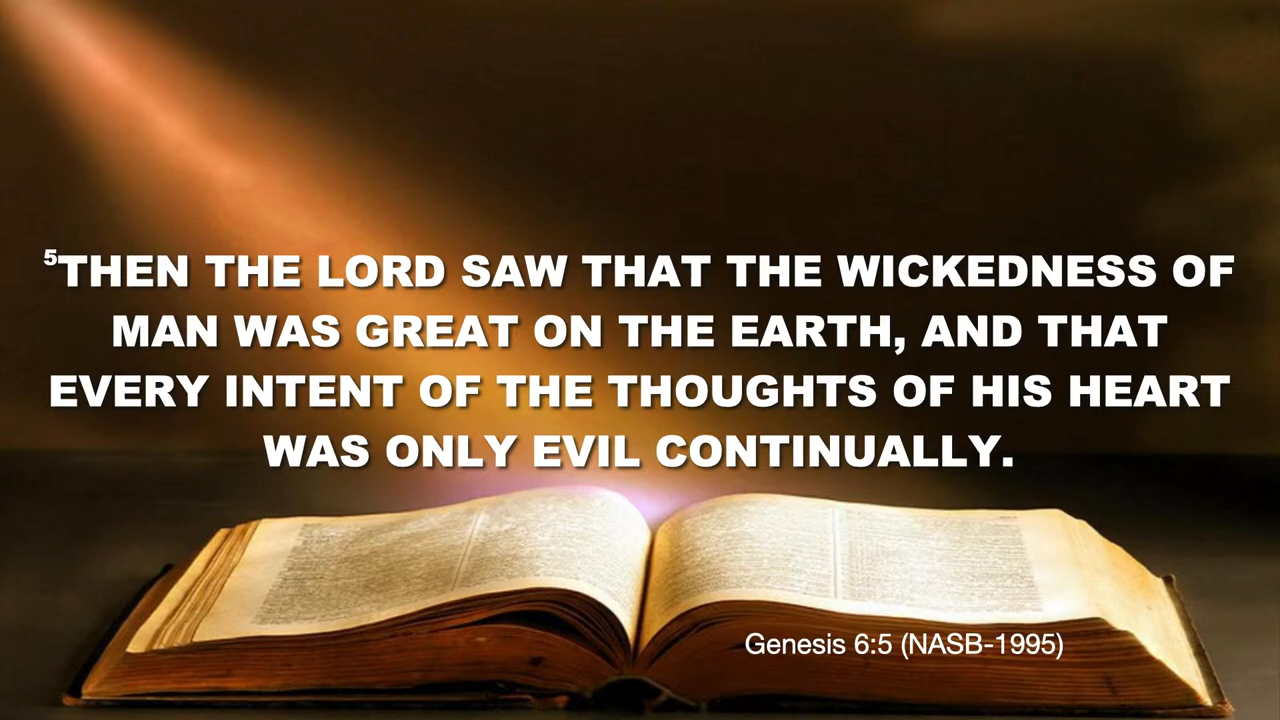 ⁵THEN THE LORD SAW THAT THE WICKEDNESS OF
MAN WAS GREAT ON THE EARTH, AND THAT
EVERY INTENT OF THE THOUGHTS OF HIS HEART
WAS ONLY EVIL CONTINUALLY.
Genesis 6:5 (NASB-1995)